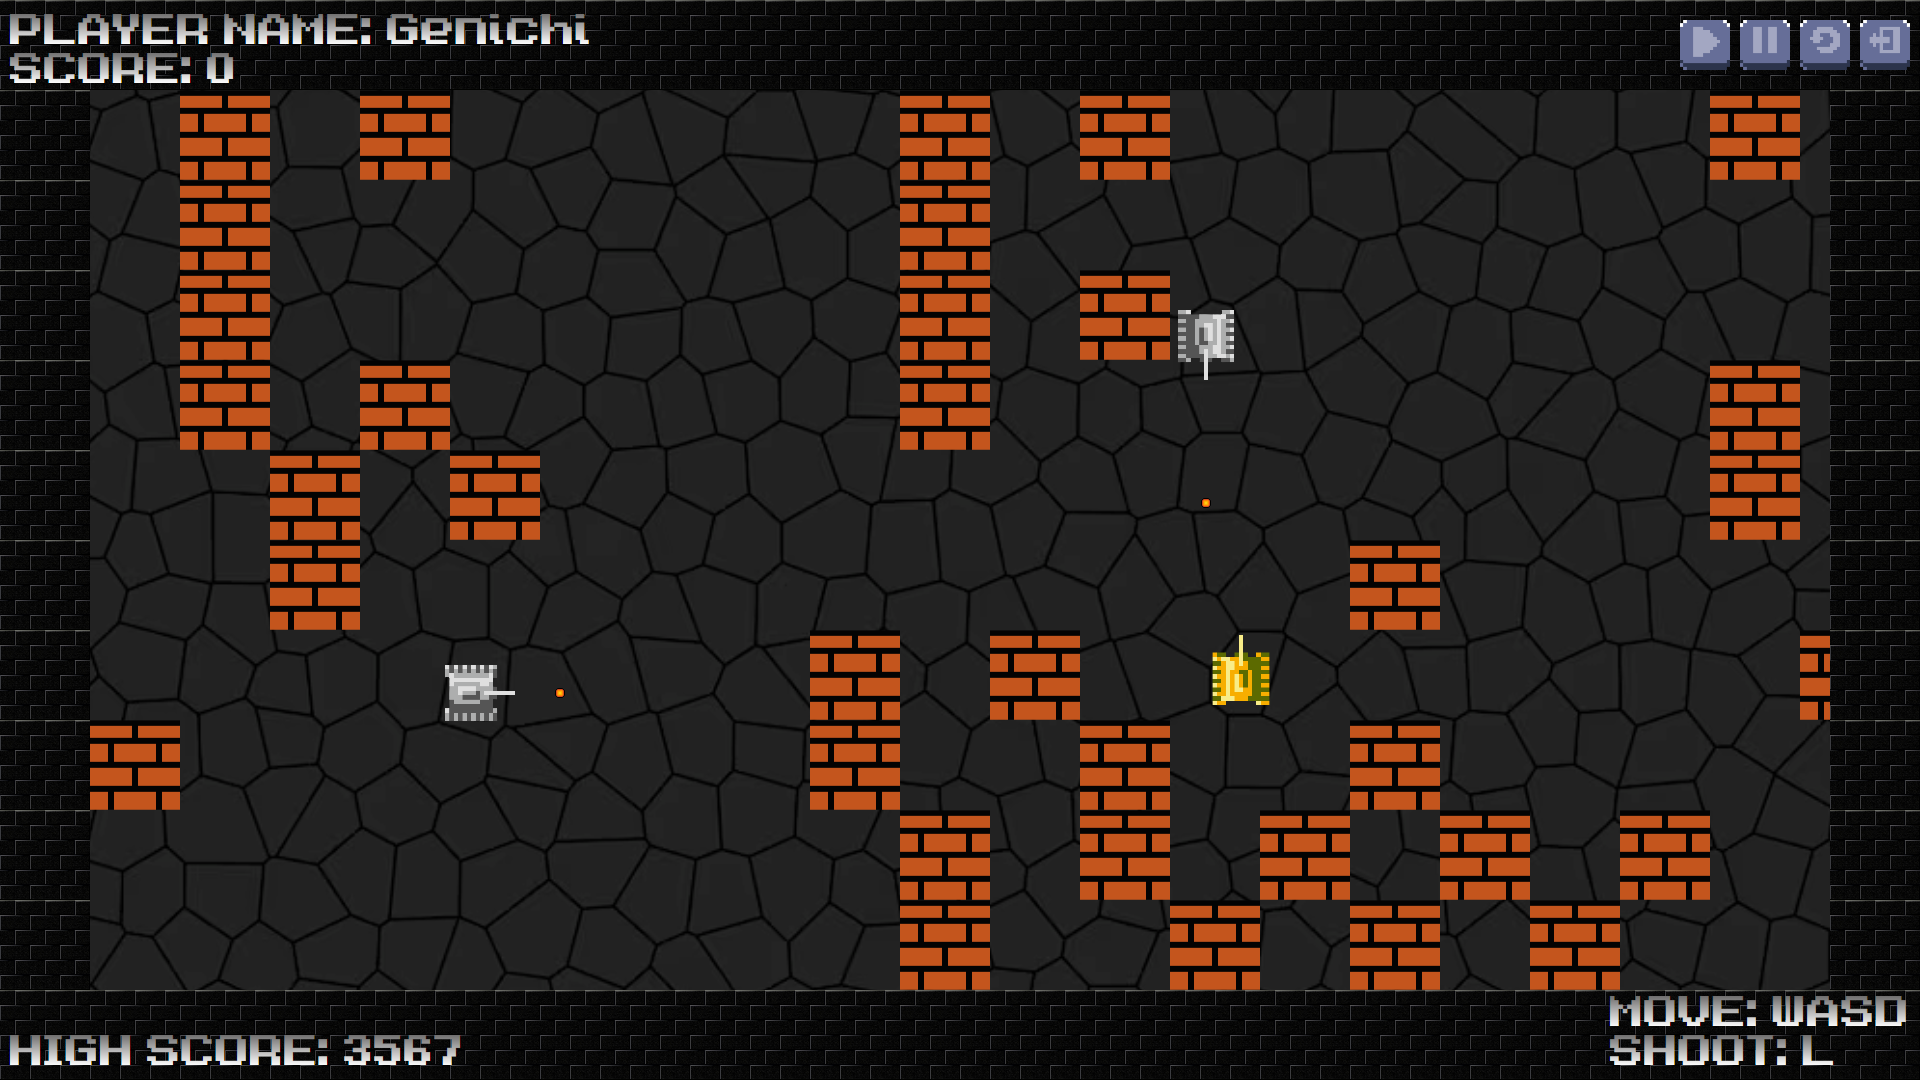 PLAYER NAME: Genichi
SCORE: 0
HIGH SCORE: 3567
MOVE: WASD
SHOOT: L